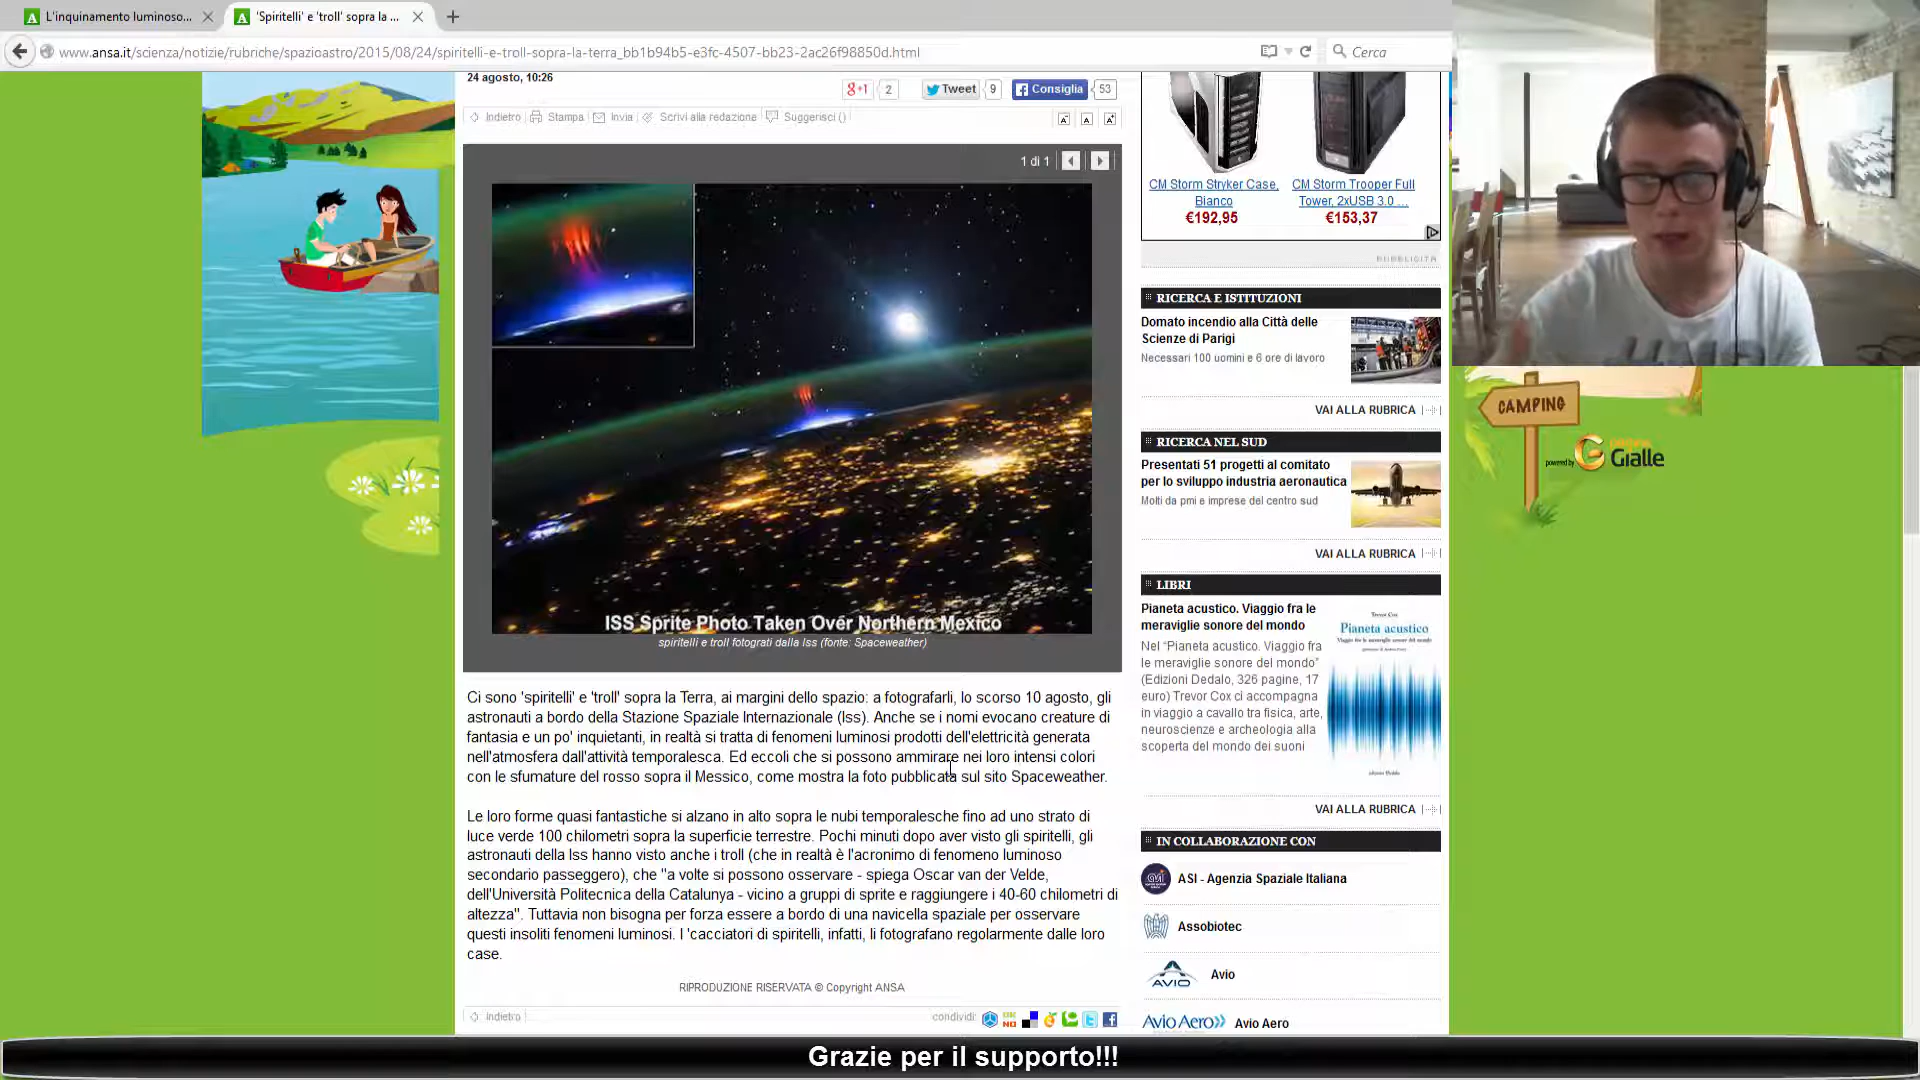 L'inquinamento luminoso...
'Spiritelli' e 'troll' sopra la ...
www.ansa.it/scienza/notizie/rubriche/spazioastro/2015/08/24/spiritelli-e-troll-sopra-la-terra_bb1b94b5-e3fc-4507-bb23-2ac26f98850d.html
Cerca
24 agosto, 10:26
g+1 2 Tweet 9 Consiglia 53
Indietro Stampa Invia Scrivi alla redazione Suggerisci ()
1 di 1
ISS Sprite Photo Taken Over Northern Mexico
spiritelli e troll fotografati dalla Iss (fonte: Spaceweather)
Ci sono 'spiritelli' e 'troll' sopra la Terra, ai margini dello spazio: a fotografarli, lo scorso 10 agosto, gli
astronauti a bordo della Stazione Spaziale Internazionale (Iss). Anche se i nomi evocano creature di
fantasia e un po' inquietanti, in realtà si tratta di fenomeni luminosi prodotti dell'elettricità generata
nell'atmosfera dall'attività temporalesca. Ed eccoli che si possono ammirare nei loro intensi colori
con le sfumature del rosso sopra il Messico, come mostra la foto pubblicata sul sito Spaceweather.
Le loro forme quasi fantastiche si alzano in alto sopra le nubi temporalesche fino ad uno strato di
luce verde 100 chilometri sopra la superficie terrestre. Pochi minuti dopo aver visto gli spiritelli, gli
astronauti della Iss hanno visto anche i troll (che in realtà è l'acronimo di fenomeno luminoso
secondario passeggero), che "a volte si possono osservare - spiega Oscar van der Velde,
dell'Università Politecnica della Catalunya - vicino a gruppi di sprite e raggiungere i 40-60 chilometri di
altezza". Tuttavia non bisogna per forza essere a bordo di una navicella spaziale per osservare
questi insoliti fenomeni luminosi. I 'cacciatori di spiritelli, infatti, li fotografano regolarmente dalle loro
case.
RIPRODUZIONE RISERVATA © Copyright ANSA
Indietro
condividi:
CM Storm Stryker Case,
Bianco
€192,95
CM Storm Trooper Full
Tower, 2xUSB 3.0 ...
€153,37
PUBBLICITÀ
RICERCA E ISTITUZIONI
Domato incendio alla Città delle
Scienze di Parigi
Necessari 100 uomini e 6 ore di lavoro
VAI ALLA RUBRICA
RICERCA NEL SUD
Presentati 51 progetti al comitato
per lo sviluppo industria aeronautica
Molti da pmi e imprese del centro sud
VAI ALLA RUBRICA
LIBRI
Pianeta acustico. Viaggio fra le
meraviglie sonore del mondo
Nel “Pianeta acustico. Viaggio fra
le meraviglie sonore del mondo”
(Edizioni Dedalo, 326 pagine, 17
euro) Trevor Cox ci accompagna
in viaggio a cavallo tra fisica, arte,
neuroscienze e archeologia alla
scoperta del mondo dei suoni
Trevor Cox
Pianeta acustico
VAI ALLA RUBRICA
IN COLLABORAZIONE CON
ASI - Agenzia Spaziale Italiana
Assobiotec
AVIO
Avio
Avio Aero
Avio Aero
CAMPING
powered by
Gialle
Grazie per il supporto!!!